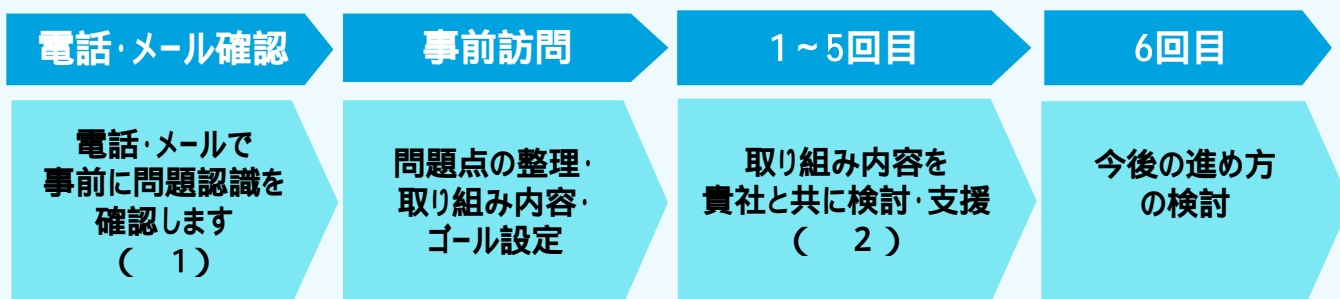 電話・メール確認
電話・メールで
事前に問題認識を
確認します
( 1)
事前訪問
問題点の整理・
取り組み内容・
ゴール設定
1~5回目
取り組み内容を
貴社と共に検討・支援
( 2 )
6回目
今後の進め方
の検討